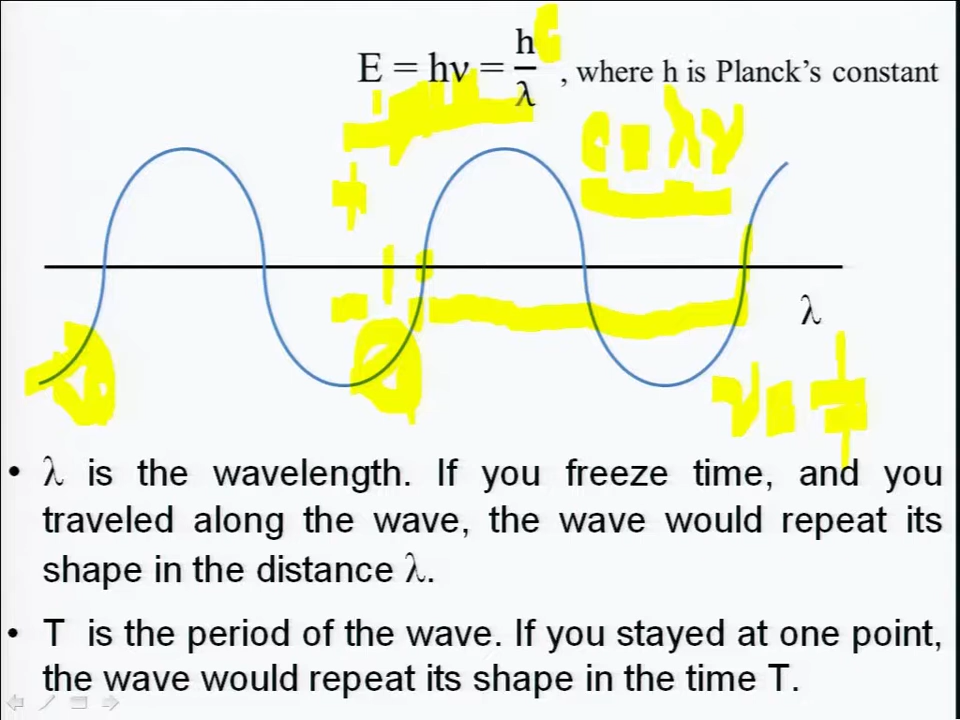 E = hν = h/λ C , where h is Planck's constant
C = λν
λ
ν = 1/T
• λ is the wavelength. If you freeze time, and you
traveled along the wave, the wave would repeat its
shape in the distance λ.
• T is the period of the wave. If you stayed at one point,
the wave would repeat its shape in the time T.